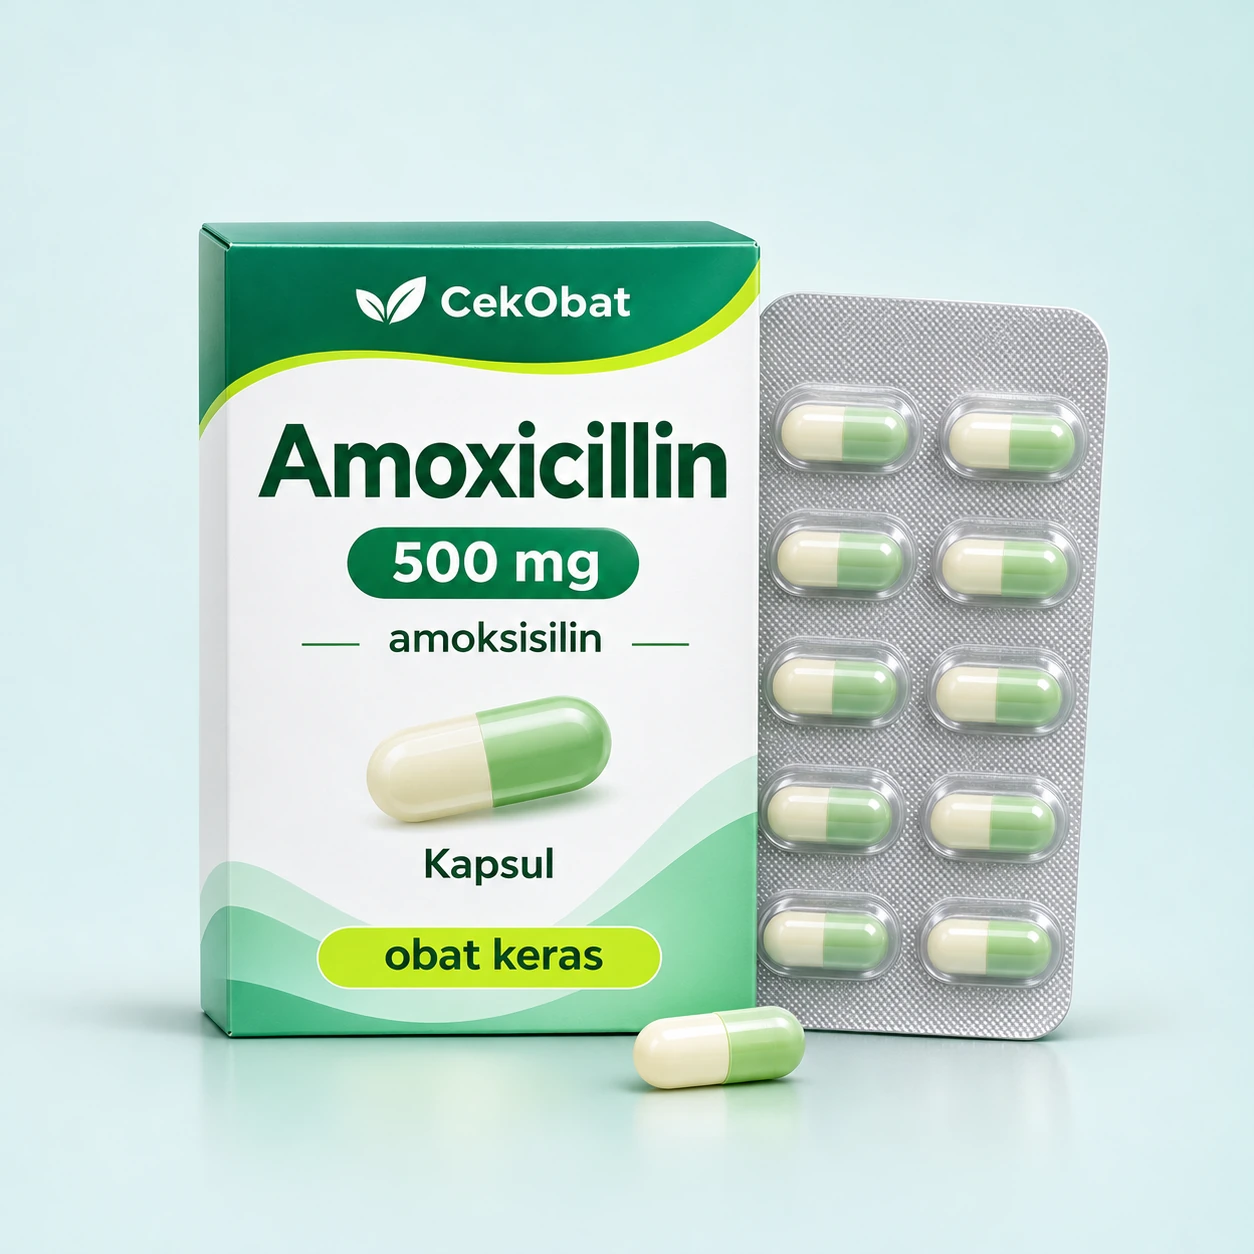 CekObat
Amoxicillin
500 mg
amoksisilin
Kapsul
obat keras